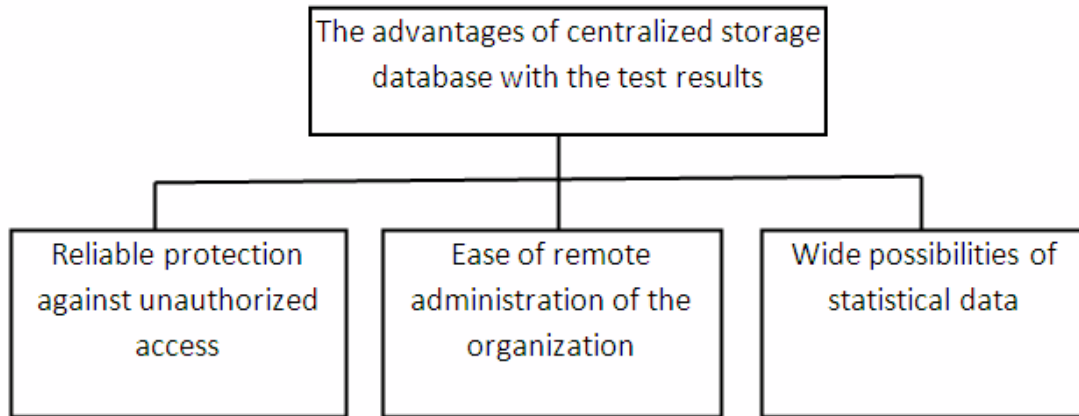 The advantages of centralized storage
database with the test results
Reliable protection
against unauthorized
access
Ease of remote
administration of the
organization
Wide possibilities of
statistical data